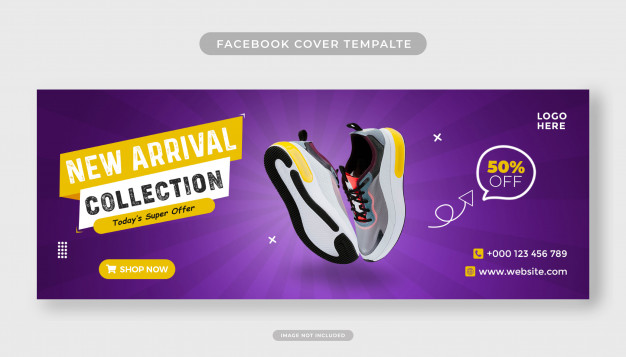 FACEBOOK COVER TEMPALTE
NEW ARRIVAL
COLLECTION
Today's Super Offer
SHOP NOW
LOGO
HERE
50%
OFF
+000 123 456 789
www.website.com
IMAGE NOT INCLUDED